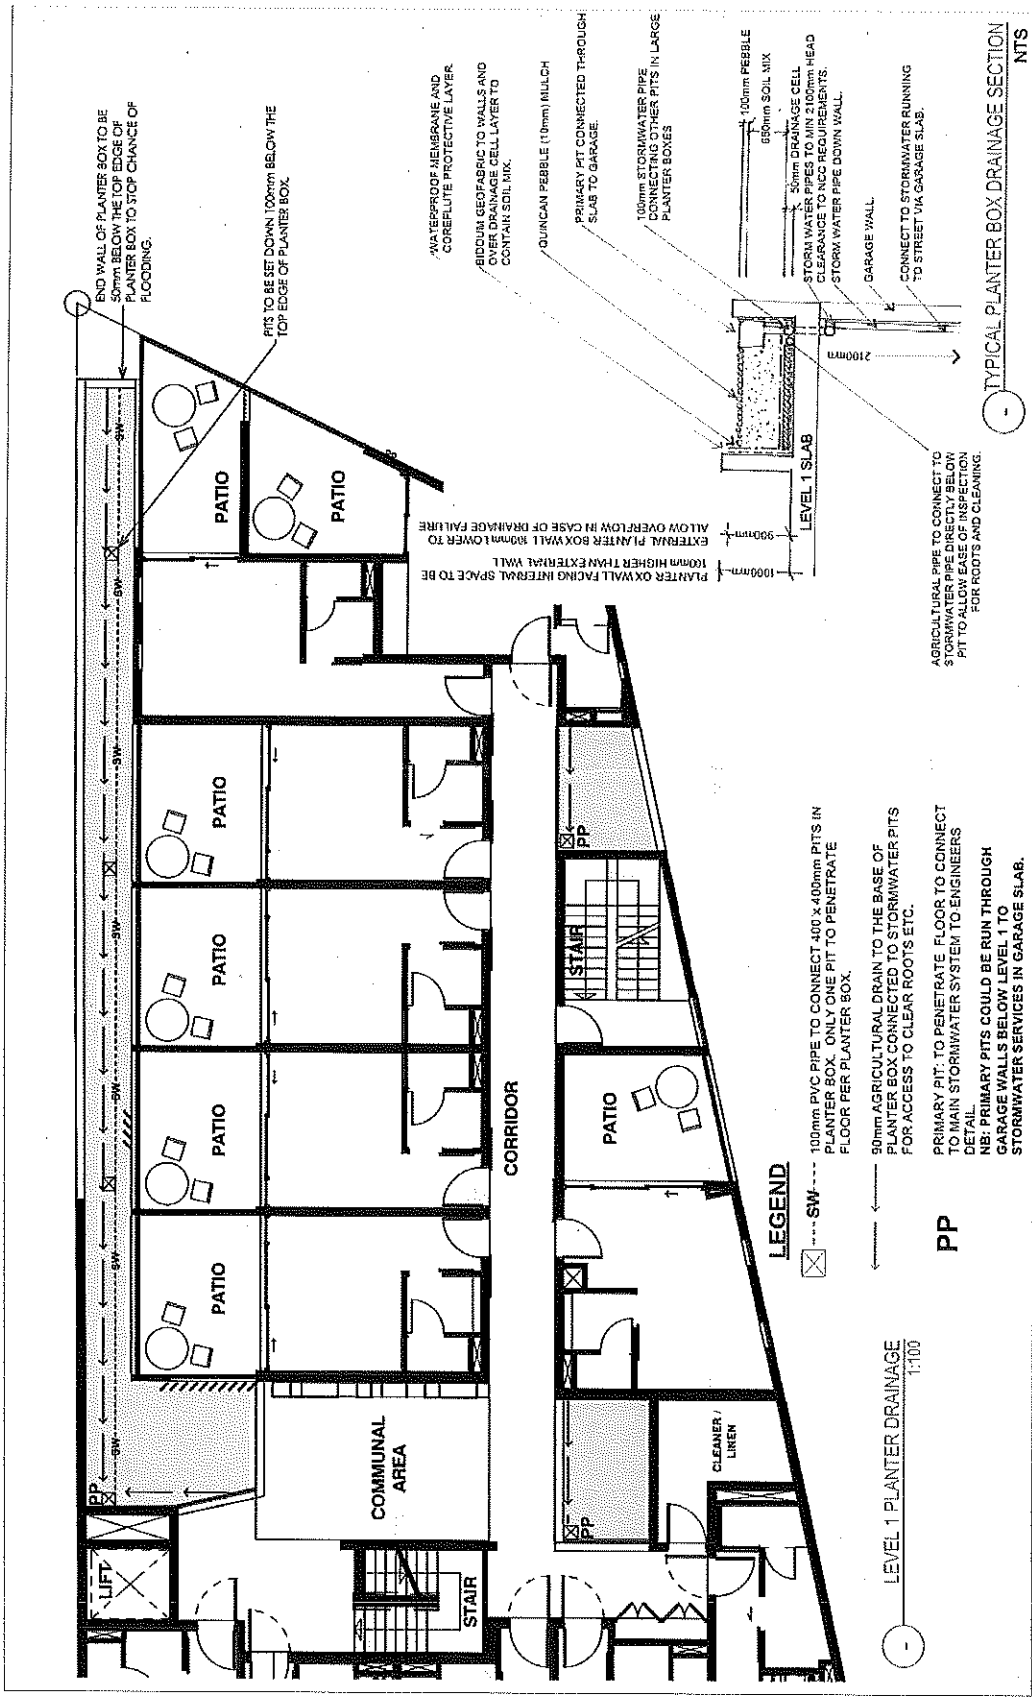 END WALL OF PLANTER BOX TO BE
50mm BELOW THE TOP EDGE OF
PLANTER BOX TO STOP CHANCE OF
FLOODING.
PITS TO BE SET DOWN 100mm BELOW THE
TOP EDGE OF PLANTER BOX.
LIFT
PP
SW
SW
SW
SW
SW
SW
SW
PATIO
PATIO
PATIO
PATIO
PATIO
PATIO
COMMUNAL
AREA
STAIR
CORRIDOR
PP
CLEANER /
LINEN
PATIO
STAIR
PP
WATERPROOF MEMBRANE AND
COREFLUTE PROTECTIVE LAYER.
BIDDUM GEOFABRIC TO WALLS AND
OVER DRAINAGE CELL LAYER TO
CONTAIN SOIL MIX.
QUINCAN PEBBLE (10mm) MULCH
PRIMARY PIT CONNECTED THROUGH
SLAB TO GARAGE.
100mm STORMWATER PIPE
CONNECTING OTHER PITS IN LARGE
PLANTER BOXES
100mm PEBBLE
650mm SOIL MIX
50mm DRAINAGE CELL
STORM WATER PIPES TO MIN 2100mm HEAD
CLEARANCE TO NCC REQUIREMENTS.
STORM WATER PIPE DOWN WALL.
GARAGE WALL
CONNECT TO STORMWATER RUNNING
TO STREET VIA GARAGE SLAB.
2100mm
LEVEL 1 SLAB
900mm
EXTERNAL PLANTER BOX WALL 100mm LOWER TO
ALLOW OVERFLOW IN CASE OF DRAINAGE FAILURE
1000mm
PLANTER OX WALL FACING INTERNAL SPACE TO BE
100mm HIGHER THAN EXTERNAL WALL
AGRICULTURAL PIPE TO CONNECT TO
STORMWATER PIPE DIRECTLY BELOW
PIT TO ALLOW EASE OF INSPECTION
FOR ROOTS AND CLEANING.
- TYPICAL PLANTER BOX DRAINAGE SECTION
NTS
LEGEND
---SW--- 100mm PVC PIPE TO CONNECT 400 x 400mm PITS IN
PLANTER BOX. ONLY ONE PIT TO PENETRATE
FLOOR PER PLANTER BOX.
90mm AGRICULTURAL DRAIN TO THE BASE OF
PLANTER BOX CONNECTED TO STORMWATER PITS
FOR ACCESS TO CLEAR ROOTS ETC.
PP PRIMARY PIT: TO PENETRATE FLOOR TO CONNECT
TO MAIN STORMWATER SYSTEM TO ENGINEERS
DETAIL.
NB: PRIMARY PITS COULD BE RUN THROUGH
GARAGE WALLS BELOW LEVEL 1 TO
STORMWATER SERVICES IN GARAGE SLAB.
- LEVEL 1 PLANTER DRAINAGE
1:100